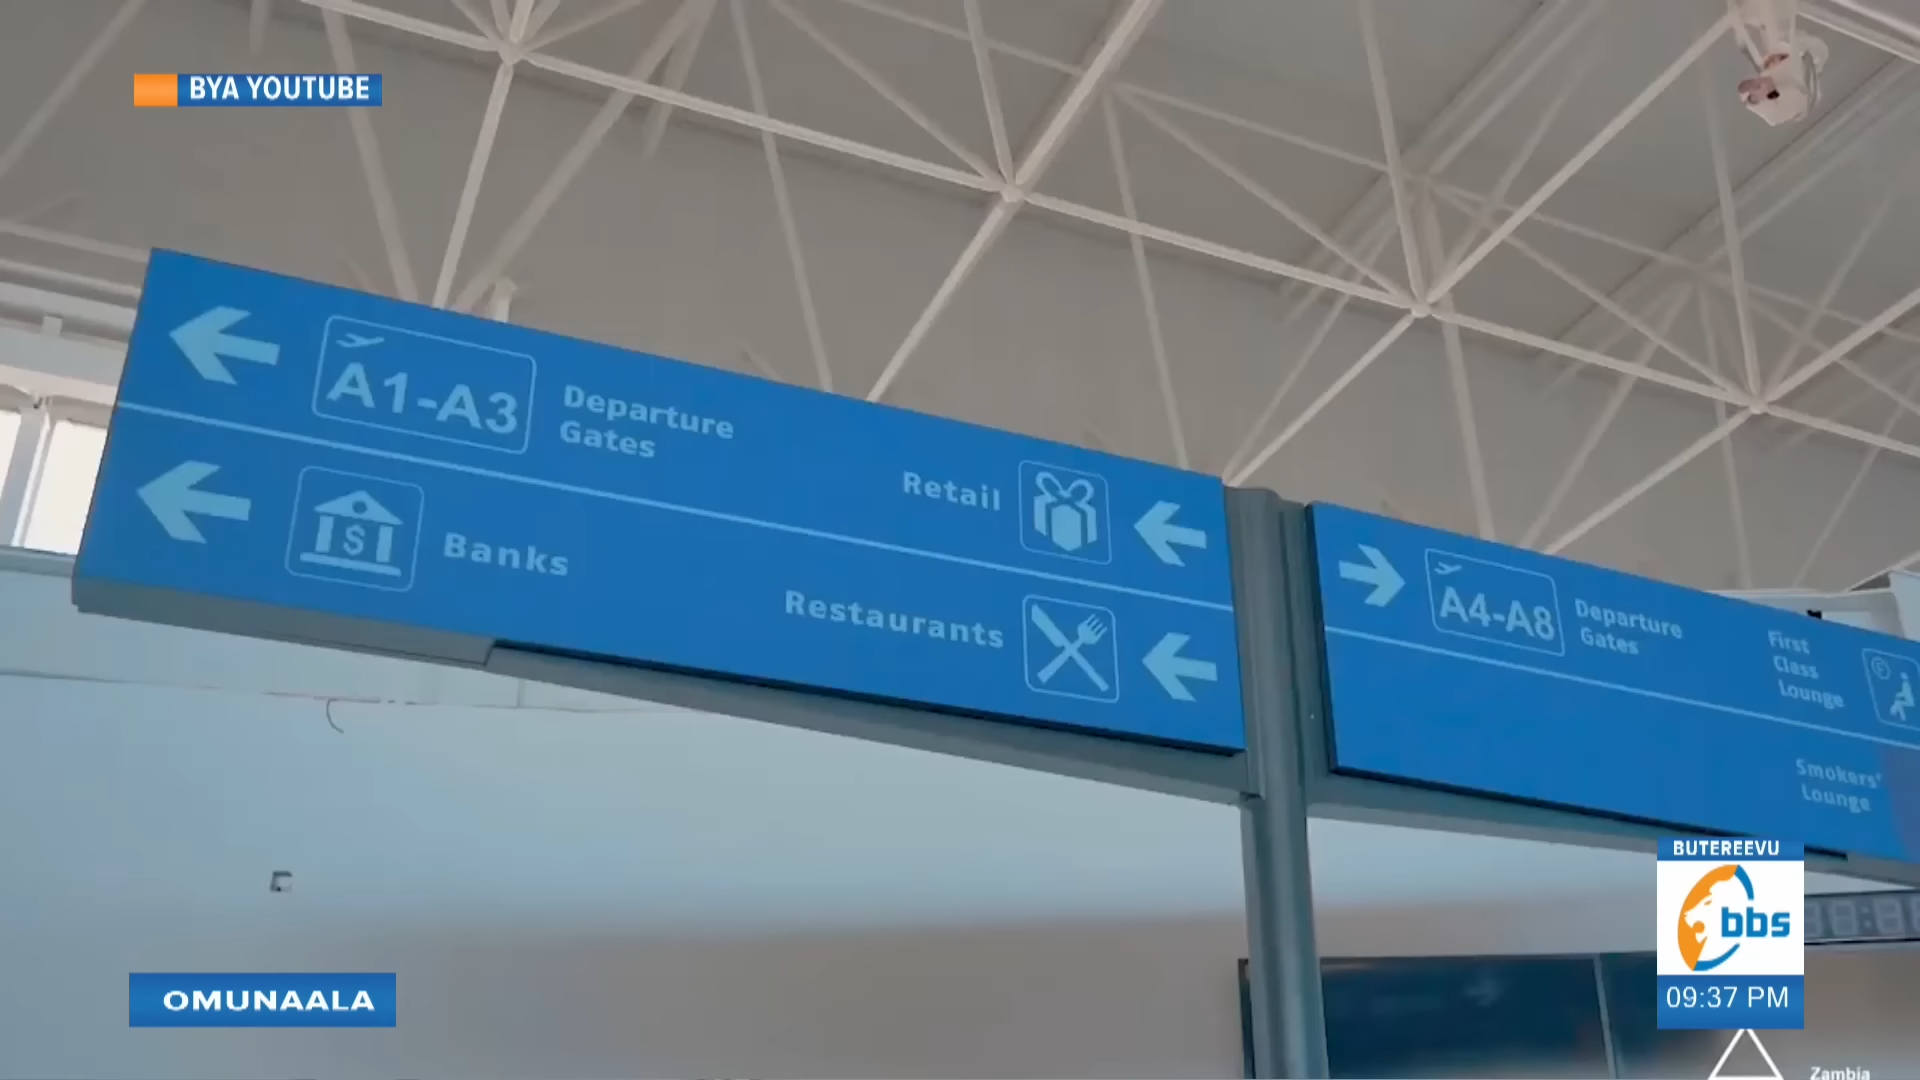 BYA YOUTUBE
A1-A3
Departure
Gates
Retail
Banks
$
Restaurants
A4-A8
Departure
Gates
First
Class
Lounge
F
Smokers'
Lounge
BUTEREEVU
bbs
09:37 PM
OMUNAALA
Zambia